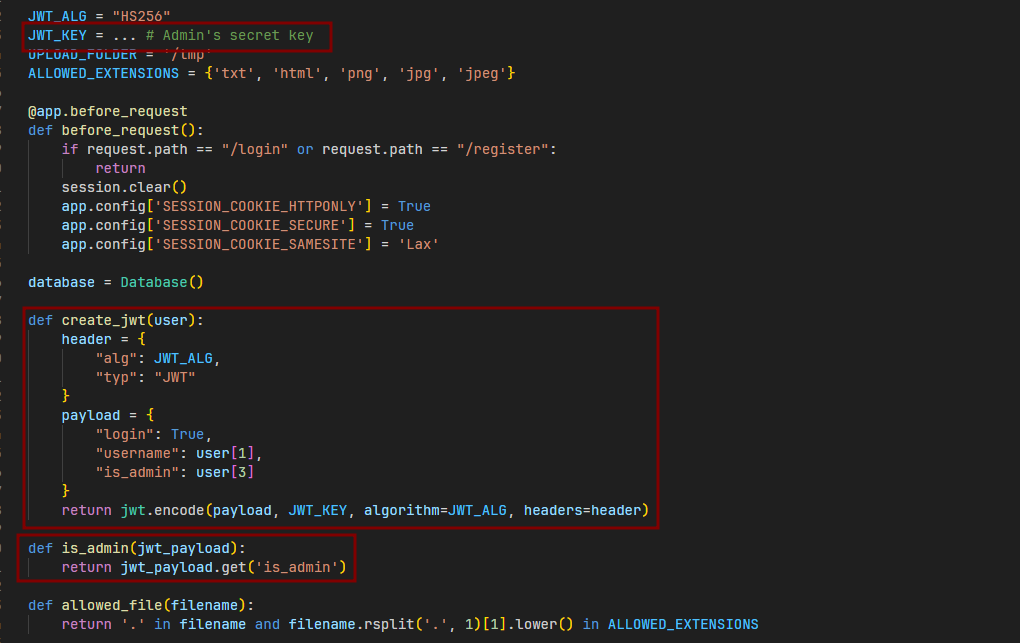 JWT_ALG = "HS256"
JWT_KEY = ... # Admin's secret key
UPLOAD_FOLDER = '/tmp'
ALLOWED_EXTENSIONS = {'txt', 'html', 'png', 'jpg', 'jpeg'}
@app.before_request
def before_request():
if request.path == "/login" or request.path == "/register":
return
session.clear()
app.config['SESSION_COOKIE_HTTPONLY'] = True
app.config['SESSION_COOKIE_SECURE'] = True
app.config['SESSION_COOKIE_SAMESITE'] = 'Lax'
database = Database()
def create_jwt(user):
header = {
"alg": JWT_ALG,
"typ": "JWT"
}
payload = {
"login": True,
"username": user[1],
"is_admin": user[3]
}
return jwt.encode(payload, JWT_KEY, algorithm=JWT_ALG, headers=header)
def is_admin(jwt_payload):
return jwt_payload.get('is_admin')
def allowed_file(filename):
return '.' in filename and filename.rsplit('.', 1)[1].lower() in ALLOWED_EXTENSIONS